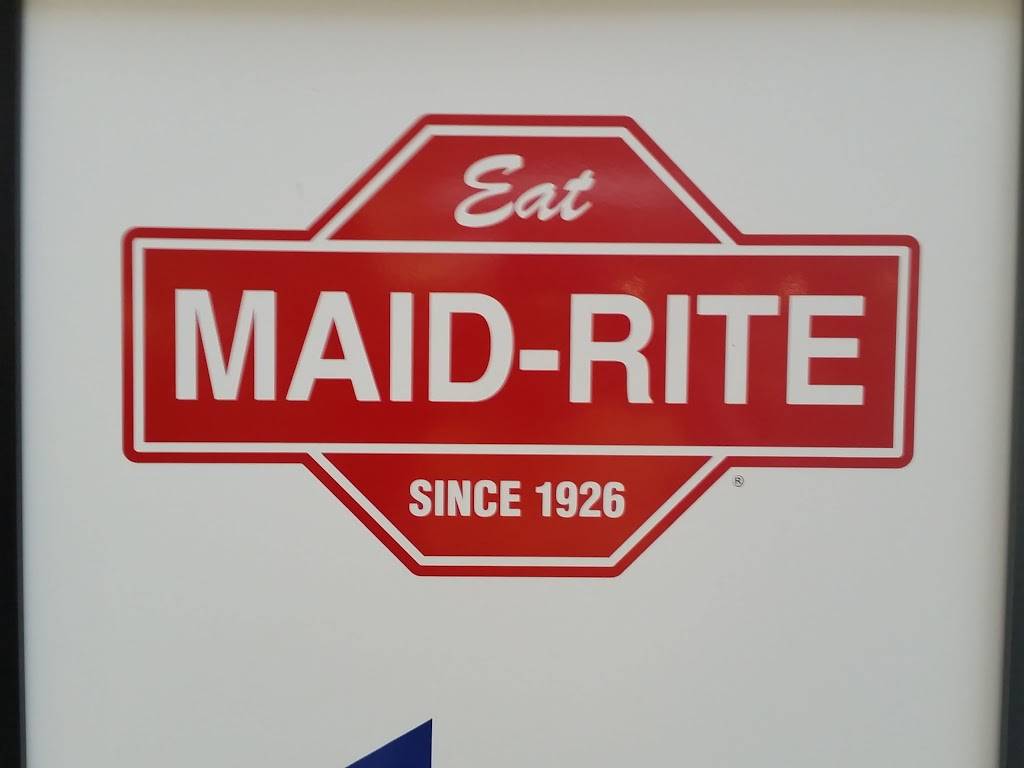 Eat
MAID-RITE
SINCE 1926
®